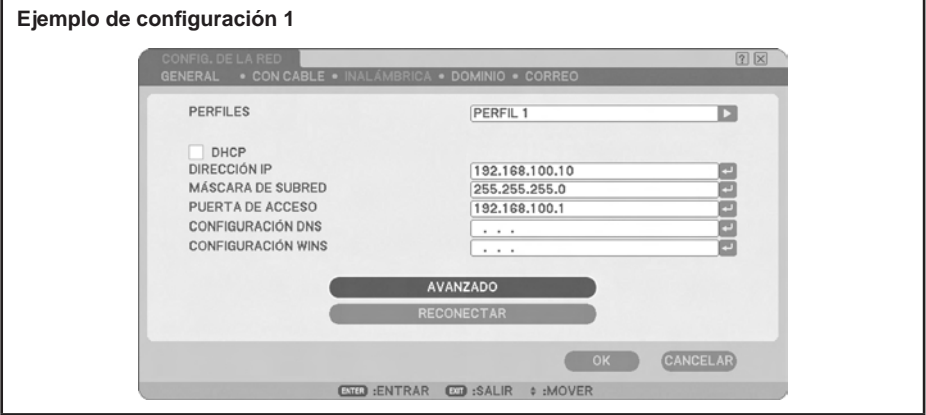 Ejemplo de configuración 1
CONFIG. DE LA RED
GENERAL • CON CABLE • INALÁMBRICA • DOMINIO • CORREO
PERFILES PERFIL 1
DHCP
DIRECCIÓN IP 192.168.100.10
MÁSCARA DE SUBRED 255.255.255.0
PUERTA DE ACCESO 192.168.100.1
CONFIGURACIÓN DNS . . .
CONFIGURACIÓN WINS . . .
AVANZADO
RECONECTAR
OK CANCELAR
ENTER :ENTRAR EXIT :SALIR :MOVER